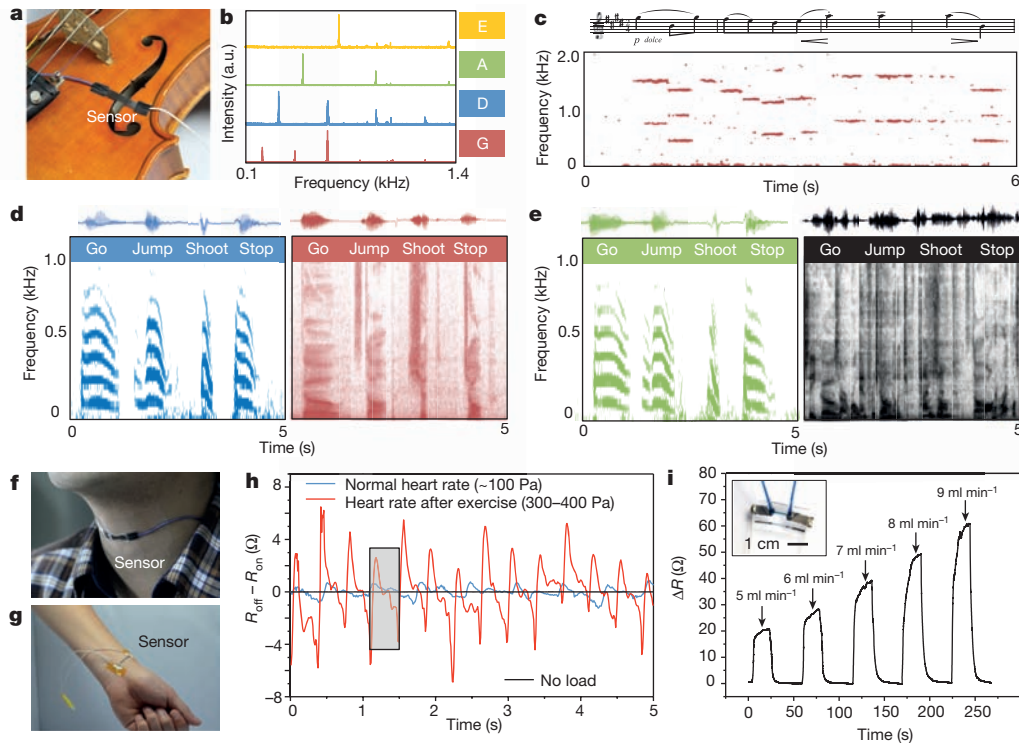 a
Sensor
b
Intensity (a.u.)
E
A
D
G
0.1
1.4
Frequency (kHz)
c
p dolce
2.0
1.0
0
Frequency (kHz)
0
6
Time (s)
d
Go Jump Shoot Stop
Go Jump Shoot Stop
1.0
0.5
0
Frequency (kHz)
0
5
5
Time (s)
e
Go Jump Shoot Stop
Go Jump Shoot Stop
1.0
0.5
0
Frequency (kHz)
0
5
5
Time (s)
f
Sensor
g
Sensor
h
Normal heart rate (~100 Pa)
Heart rate after exercise (300–400 Pa)
8
4
0
−4
−8
R_off − R_on (Ω)
No load
0 1 2 3 4 5
Time (s)
i
80
70
60
50
40
30
20
10
0
ΔR (Ω)
1 cm
5 ml min⁻¹
6 ml min⁻¹
7 ml min⁻¹
8 ml min⁻¹
9 ml min⁻¹
0 50 100 150 200 250
Time (s)